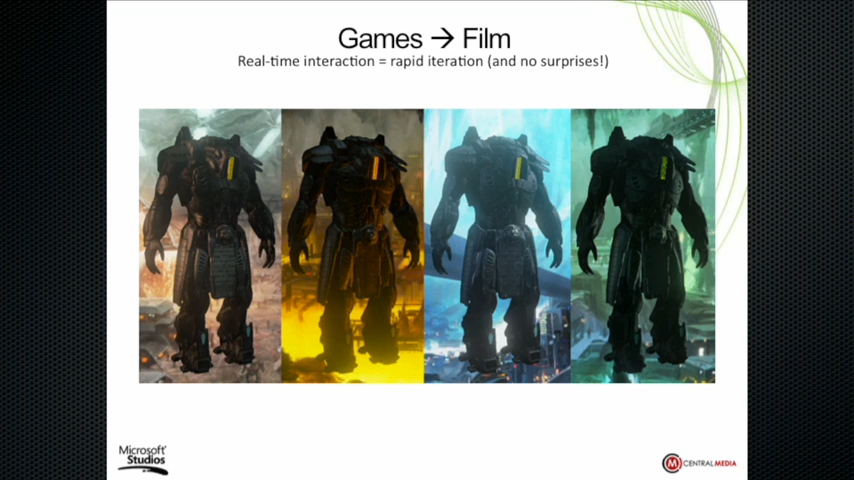 Games → Film
Real-time interaction = rapid iteration (and no surprises!)
Microsoft
Studios
M CENTRAL MEDIA